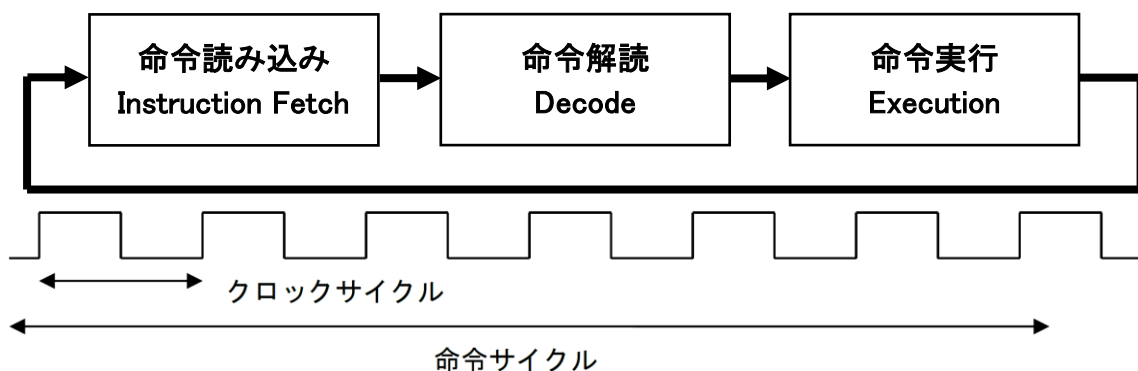 命令読み込み
Instruction Fetch
命令解読
Decode
命令実行
Execution
クロックサイクル
命令サイクル